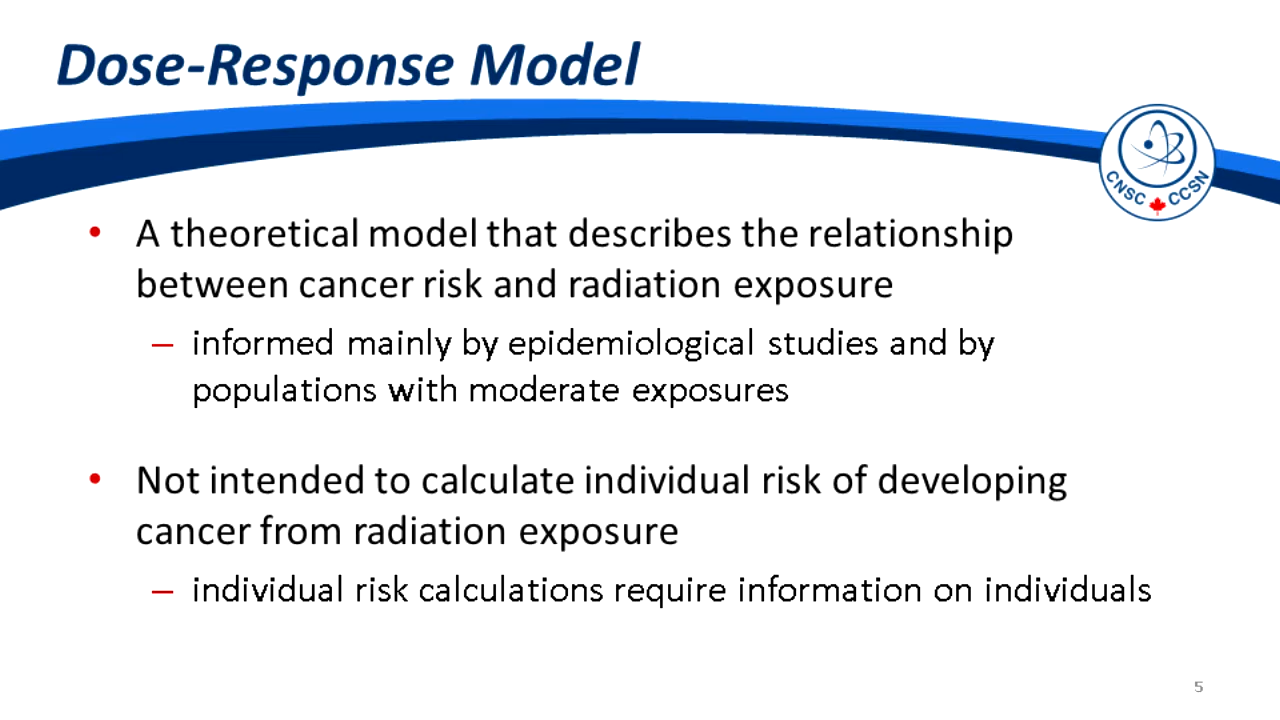 Dose-Response Model
CNSC CCSN
• A theoretical model that describes the relationship
between cancer risk and radiation exposure
– informed mainly by epidemiological studies and by
populations with moderate exposures
• Not intended to calculate individual risk of developing
cancer from radiation exposure
– individual risk calculations require information on individuals
5